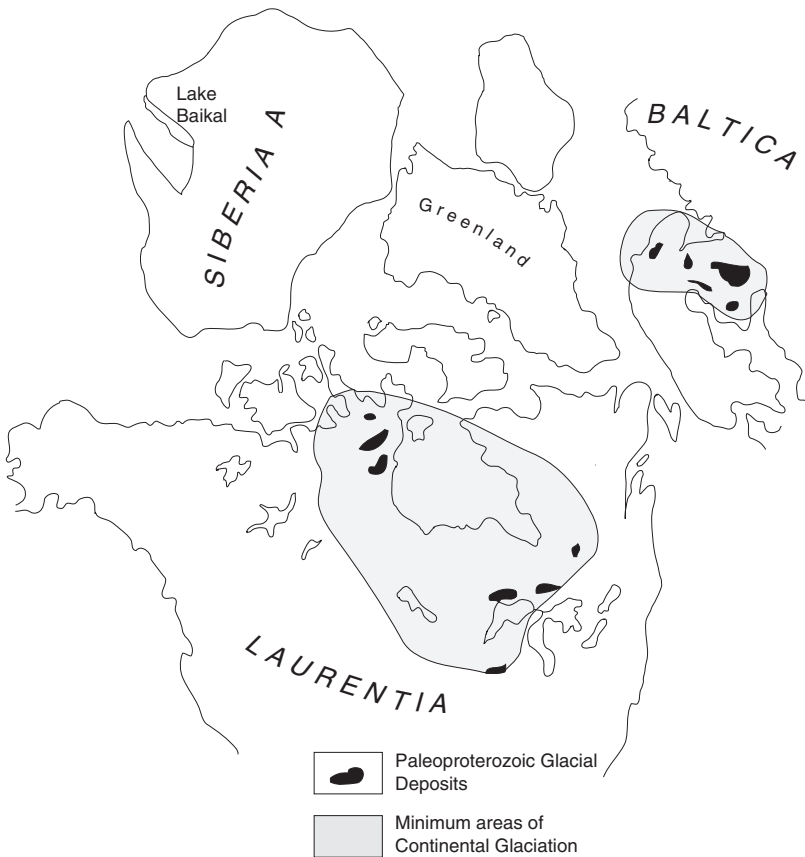 Lake
Baikal
SIBERIA A
Greenland
BALTICA
LAURENTIA
Paleoproterozoic Glacial
Deposits
Minimum areas of
Continental Glaciation